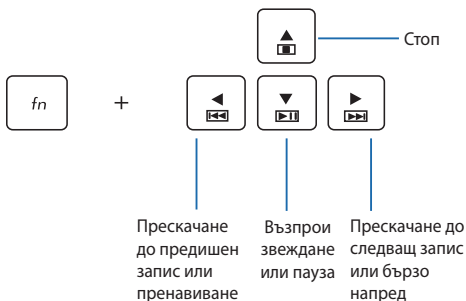 Стоп
fn
+
Прескачане
до предишен
запис или
пренавиване
Възпрои
звеждане
или пауза
Прескачане до
следващ запис
или бързо
напред